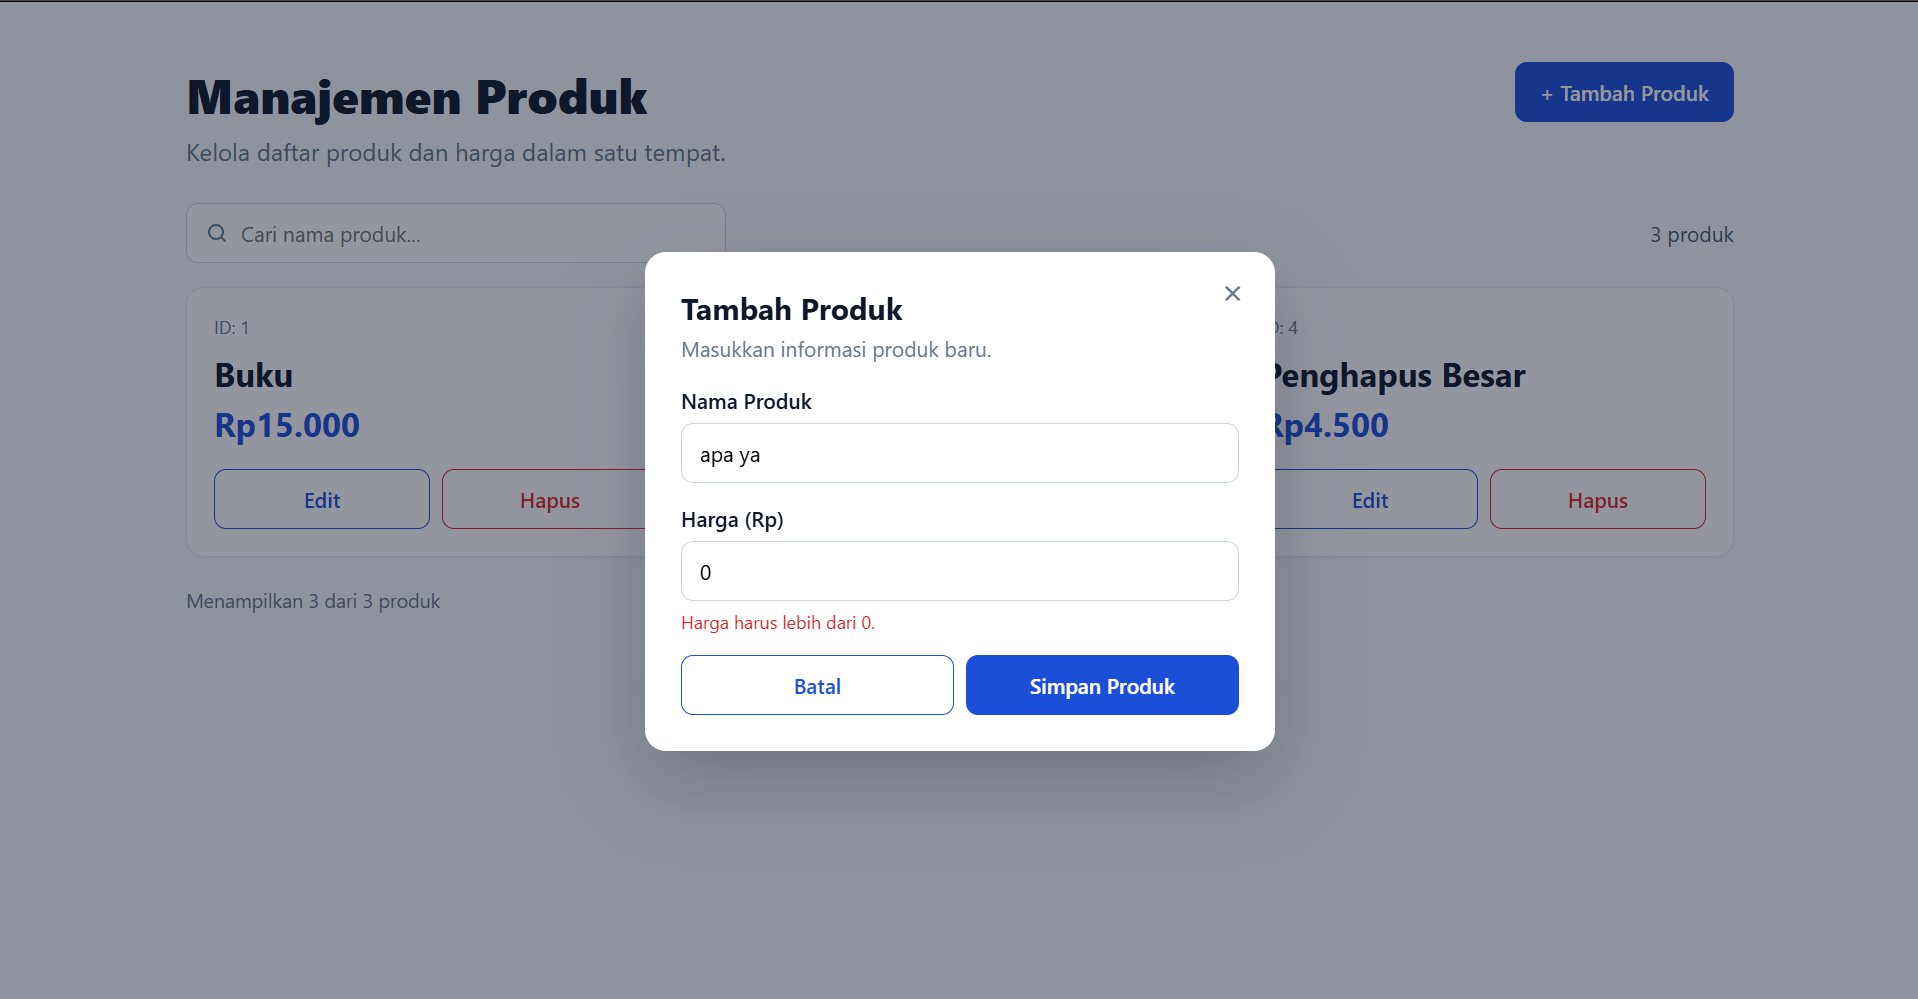 Manajemen Produk
+ Tambah Produk
Kelola daftar produk dan harga dalam satu tempat.
Cari nama produk...
3 produk
ID: 1
Buku
Rp15.000
Edit
Hapus
Tambah Produk
Masukkan informasi produk baru.
Nama Produk
apa ya
Harga (Rp)
0
Harga harus lebih dari 0.
Batal
Simpan Produk
: 4
Penghapus Besar
Rp4.500
Edit
Hapus
Menampilkan 3 dari 3 produk